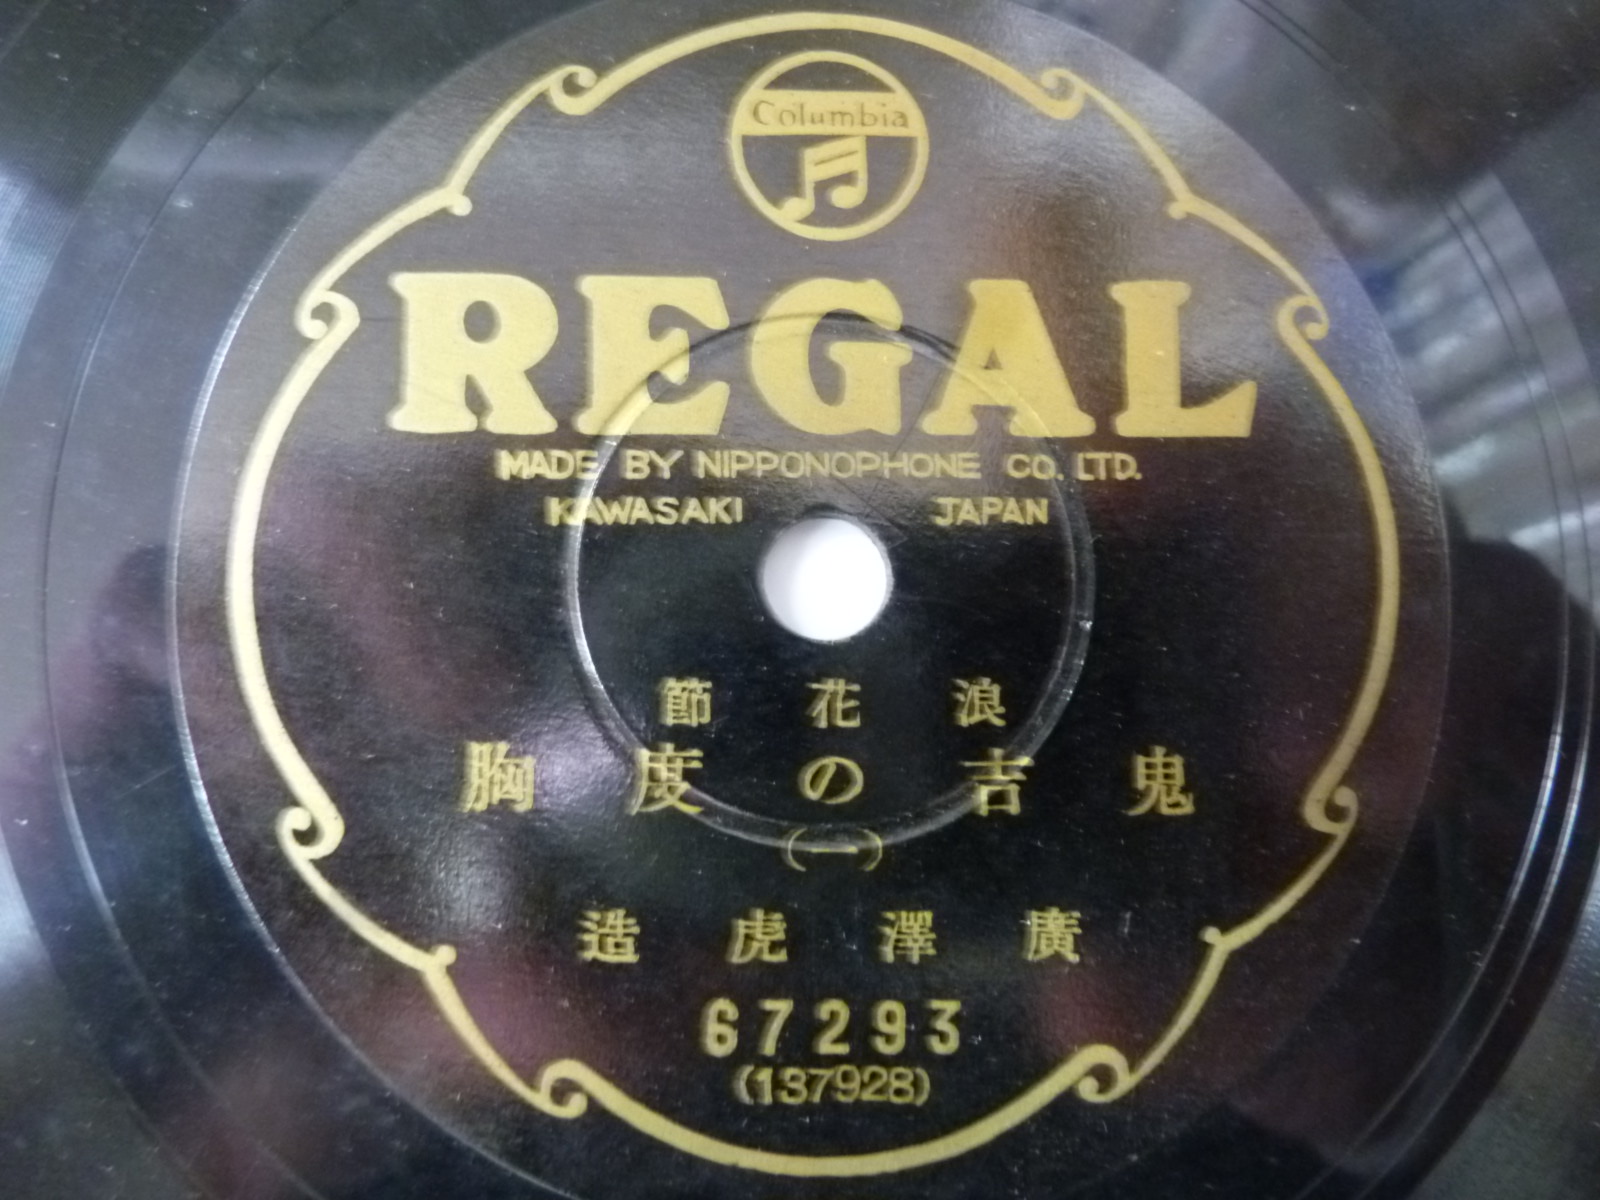 Columbia
REGAL
MADE BY NIPPONOPHONE CO. LTD.
KAWASAKI JAPAN
浪花節
鬼吉の度胸
(一)
廣澤虎造
67293
(137928)